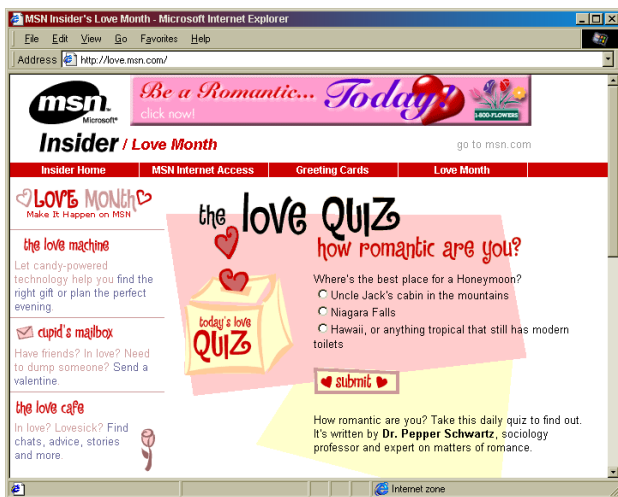 MSN Insider's Love Month - Microsoft Internet Explorer
File Edit View Go Favorites Help
Address http://love.msn.com/
msn.
Microsoft®
Be a Romantic... Today!
click now!
1-800-FLOWERS
Insider / Love Month
go to msn.com
Insider Home MSN Internet Access Greeting Cards Love Month
LOVE MONth
Make It Happen on MSN
the love machine
Let candy-powered
technology help you find the
right gift or plan the perfect
evening.
cupid's mailbox
Have friends? In love? Need
to dump someone? Send a
valentine.
the love cafe
In love? Lovesick? Find
chats, advice, stories
and more.
the love QUIZ
how romantic are you?
today's love
QUIZ
Where's the best place for a Honeymoon?
Uncle Jack's cabin in the mountains
Niagara Falls
Hawaii, or anything tropical that still has modern
toilets
submit
How romantic are you? Take this daily quiz to find out.
It's written by Dr. Pepper Schwartz, sociology
professor and expert on matters of romance.
Internet zone